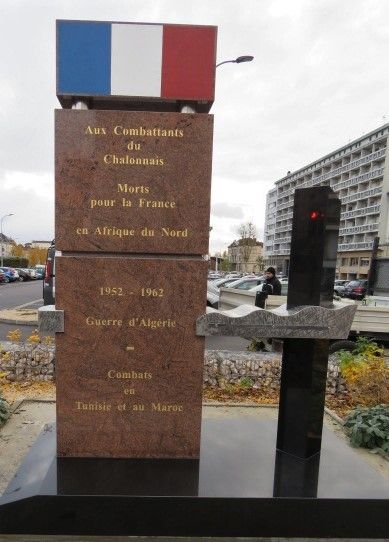 Aux Combattants
du
Chalonnais
Morts
pour la France
en Afrique du Nord
1952 - 1962
Guerre d'Algérie
-
Combats
en
Tunisie et au Maroc